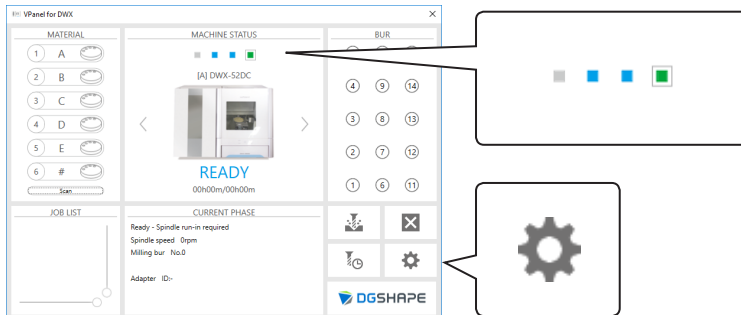 VPanel for DWX
MATERIAL
1 A
2 B
3 C
4 D
5 E
6 #
Scan
MACHINE STATUS
[A] DWX-52DC
READY
00h00m/00h00m
BUR
4 9 14
3 8 13
2 7 12
1 6 11
JOB LIST
CURRENT PHASE
Ready - Spindle run-in required
Spindle speed 0rpm
Milling bur No.0
Adapter ID:-
DGSHAPE